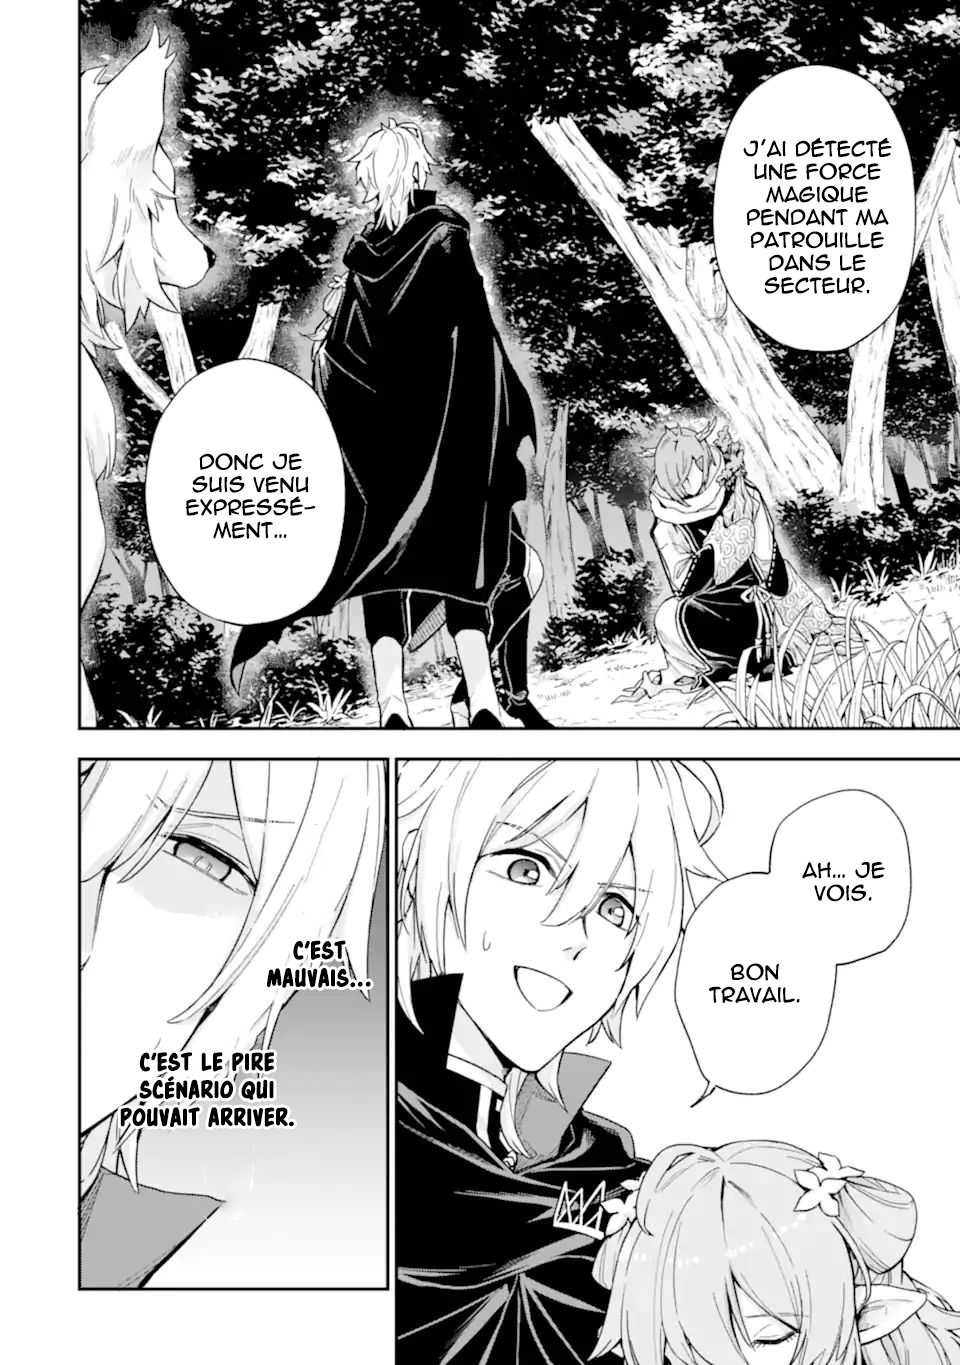 J'AI DÉTECTÉ
UNE FORCE
MAGIQUE
PENDANT MA
PATROUILLE
DANS LE
SECTEUR.
DONC JE
SUIS VENU
EXPRESSÉ-
MENT...
AH... JE
VOIS.
BON
TRAVAIL.
C'EST
MAUVAIS...
C'EST LE PIRE
SCÉNARIO QUI
POUVAIT ARRIVER.